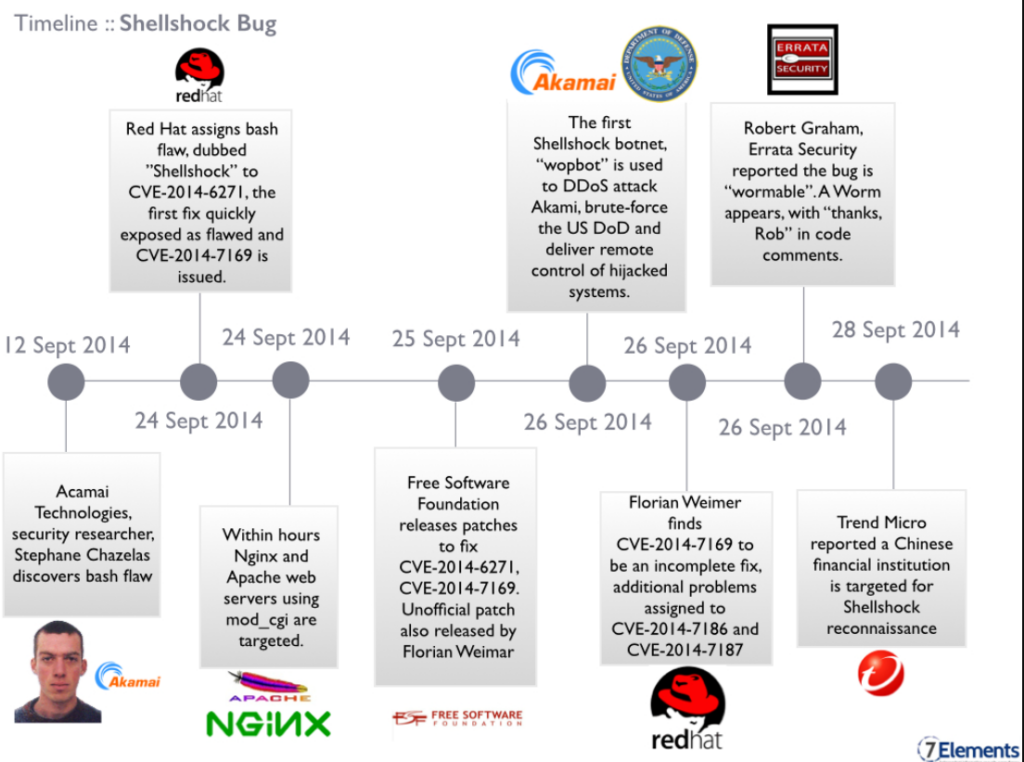 Timeline :: Shellshock Bug
redhat
Red Hat assigns bash
flaw, dubbed
”Shellshock” to
CVE-2014-6271, the
first fix quickly
exposed as flawed and
CVE-2014-7169 is
issued.
Akamai
DEPARTMENT OF DEFENSE
UNITED STATES OF AMERICA
The first
Shellshock botnet,
“wopbot” is used
to DDoS attack
Akami, brute-force
the US DoD and
deliver remote
control of hijacked
systems.
ERRATA
SECURITY
Robert Graham,
Errata Security
reported the bug is
“wormable”. A Worm
appears, with “thanks,
Rob” in code
comments.
12 Sept 2014
24 Sept 2014
24 Sept 2014
25 Sept 2014
26 Sept 2014
26 Sept 2014
26 Sept 2014
28 Sept 2014
Acamai
Technologies,
security researcher,
Stephane Chazelas
discovers bash flaw
Akamai
Within hours
Nginx and
Apache web
servers using
mod_cgi are
targeted.
APACHE
NGiNX
Free Software
Foundation
releases patches
to fix
CVE-2014-6271,
CVE-2014-7169.
Unofficial patch
also released by
Florian Weimar
FSF FREE SOFTWARE
FOUNDATION
Florian Weimer
finds
CVE-2014-7169 to
be an incomplete fix,
additional problems
assigned to
CVE-2014-7186 and
CVE-2014-7187
redhat
Trend Micro
reported a Chinese
financial institution
is targeted for
Shellshock
reconnaissance
7Elements